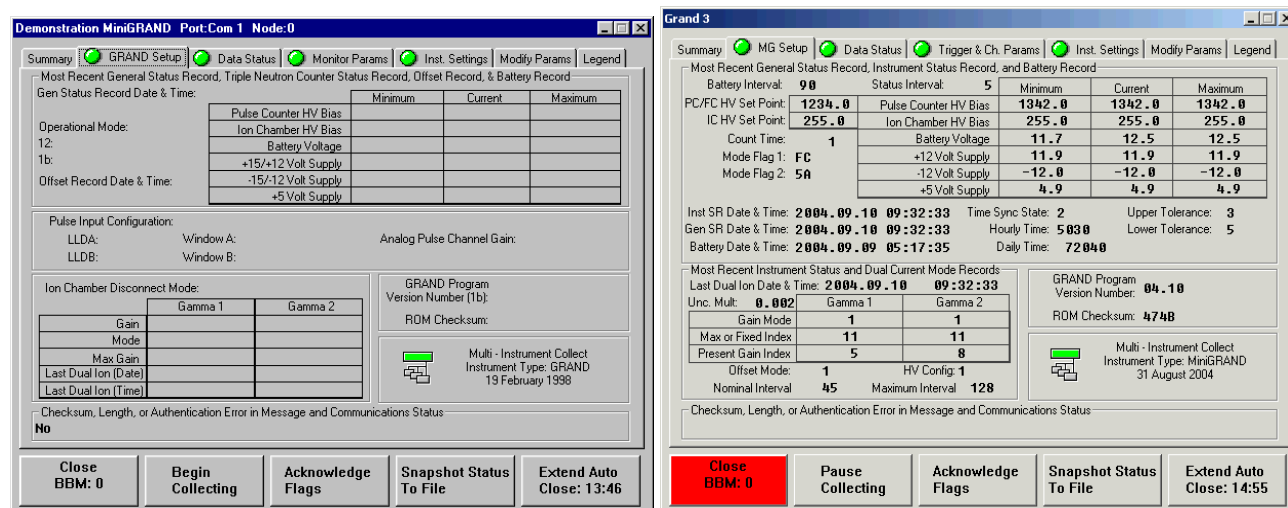 Demonstration MiniGRAND Port:Com 1 Node:0
Summary GRAND Setup Data Status Monitor Params Inst. Settings Modify Params Legend
Most Recent General Status Record, Triple Neutron Counter Status Record, Offset Record, & Battery Record
Gen Status Record Date & Time:
Minimum Current Maximum
Pulse Counter HV Bias
Operational Mode: Ion Chamber HV Bias
12: Battery Voltage
1b: +15/+12 Volt Supply
Offset Record Date & Time: -15/-12 Volt Supply
+5 Volt Supply
Pulse Input Configuration:
LLDA: Window A: Analog Pulse Channel Gain:
LLDB: Window B:
Ion Chamber Disconnect Mode:
Gamma 1 Gamma 2
Gain
Mode
Max Gain
Last Dual Ion (Date)
Last Dual Ion (Time)
GRAND Program
Version Number (1b):
ROM Checksum:
Multi - Instrument Collect
Instrument Type: GRAND
19 February 1998
Checksum, Length, or Authentication Error in Message and Communications Status
No
Close
BBM: 0
Begin
Collecting
Acknowledge
Flags
Snapshot Status
To File
Extend Auto
Close: 13:46
Grand 3
Summary MG Setup Data Status Trigger & Ch. Params Inst. Settings Modify Params Legend
Most Recent General Status Record, Instrument Status Record, and Battery Record
Battery Interval: 90 Status Interval: 5 Minimum Current Maximum
PC/FC HV Set Point: 1234.0 Pulse Counter HV Bias 1342.0 1342.0 1342.0
IC HV Set Point: 255.0 Ion Chamber HV Bias 255.0 255.0 255.0
Count Time: 1 Battery Voltage 11.7 12.5 12.5
Mode Flag 1: FC +12 Volt Supply 11.9 11.9 11.9
Mode Flag 2: 5A -12 Volt Supply -12.0 -12.0 -12.0
+5 Volt Supply 4.9 4.9 4.9
Inst SR Date & Time: 2004.09.10 09:32:33 Time Sync State: 2 Upper Tolerance: 3
Gen SR Date & Time: 2004.09.10 09:32:33 Hourly Time: 5030 Lower Tolerance: 5
Battery Date & Time: 2004.09.09 05:17:35 Daily Time: 72040
Most Recent Instrument Status and Dual Current Mode Records
Last Dual Ion Date & Time: 2004.09.10 09:32:33
Unc. Mult: 0.002 Gamma 1 Gamma 2
Gain Mode 1 1
Max or Fixed Index 11 11
Present Gain Index 5 8
Offset Mode: 1 HV Config: 1
Nominal Interval 45 Maximum Interval 128
GRAND Program
Version Number: 04.10
ROM Checksum: 474B
Multi - Instrument Collect
Instrument Type: MiniGRAND
31 August 2004
Checksum, Length, or Authentication Error in Message and Communications Status
Close
BBM: 0
Pause
Collecting
Acknowledge
Flags
Snapshot Status
To File
Extend Auto
Close: 14:55